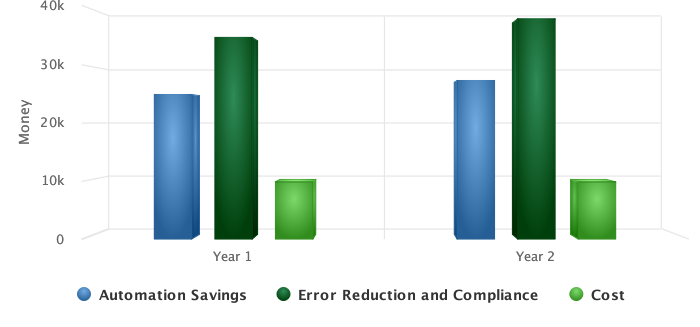 40k
30k
20k
10k
0
Money
Year 1
Year 2
Automation Savings
Error Reduction and Compliance
Cost